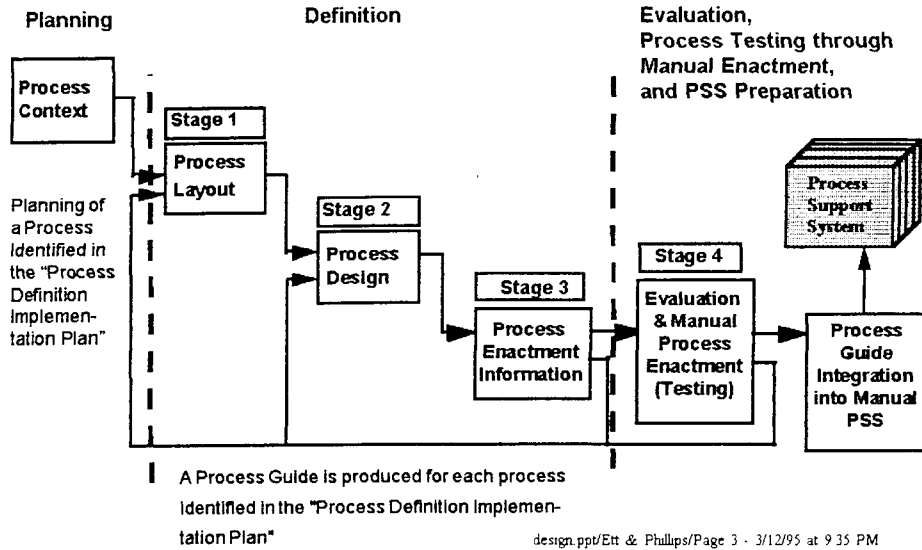 Planning
Definition
Evaluation,
Process Testing through
Manual Enactment,
and PSS Preparation
Process
Context
Stage 1
Process
Layout
Planning of
a Process
Identified in
the "Process
Definition
Implemen-
tation Plan"
Stage 2
Process
Design
Stage 3
Process
Enactment
Information
Stage 4
Evaluation
& Manual
Process
Enactment
(Testing)
Process
Support
System
Process
Guide
Integration
into Manual
PSS
A Process Guide is produced for each process
identified in the "Process Definition Implemen-
tation Plan"
design.ppt/Ett & Phillips/Page 3 - 3/12/95 at 9 35 PM